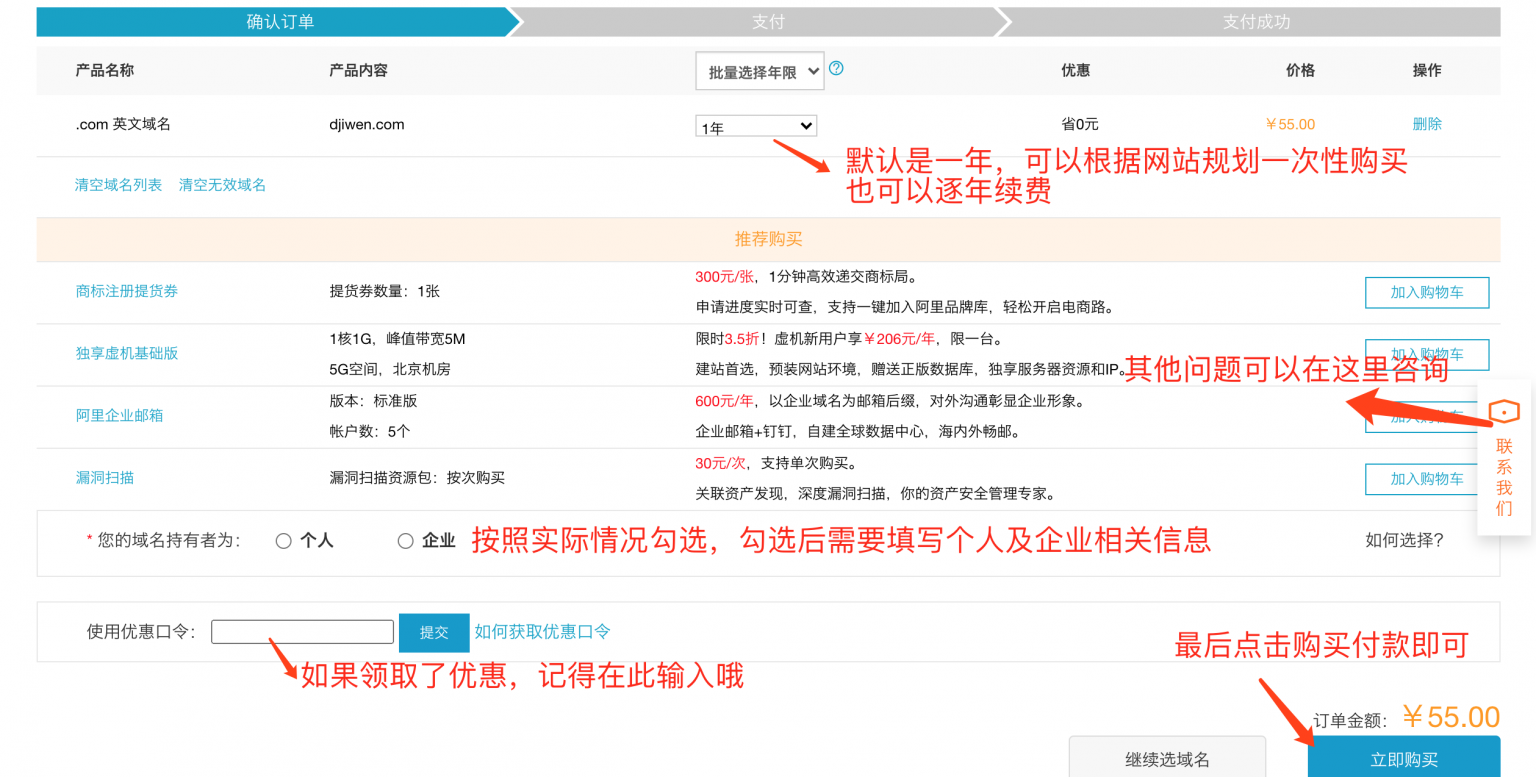 确认订单
支付
支付成功
产品名称
产品内容
批量选择年限
优惠
价格
操作
.com 英文域名
djiwen.com
1年
省0元
¥55.00
删除
默认是一年，可以根据网站规划一次性购买
也可以逐年续费
清空域名列表
清空无效域名
推荐购买
商标注册提货券
提货券数量：1张
300元/张，1分钟高效递交商标局。
申请进度实时可查，支持一键加入阿里品牌库，轻松开启电商路。
加入购物车
独享虚机基础版
1核1G，峰值带宽5M
5G空间，北京机房
限时3.5折！虚机新用户享¥206元/年，限一台。
建站首选，预装网站环境，赠送正版数据库，独享服务器资源和IP。
加入购物车
其他问题可以在这里咨询
阿里企业邮箱
版本：标准版
帐户数：5个
600元/年，以企业域名为邮箱后缀，对外沟通彰显企业形象。
企业邮箱+钉钉，自建全球数据中心，海内外畅邮。
加入购物车
联系我们
漏洞扫描
漏洞扫描资源包：按次购买
30元/次，支持单次购买。
关联资产发现，深度漏洞扫描，你的资产安全管理专家。
加入购物车
* 您的域名持有者为：
个人
企业
按照实际情况勾选，勾选后需要填写个人及企业相关信息
如何选择?
使用优惠口令：
提交
如何获取优惠口令
如果领取了优惠，记得在此输入哦
最后点击购买付款即可
订单金额：¥55.00
继续选域名
立即购买